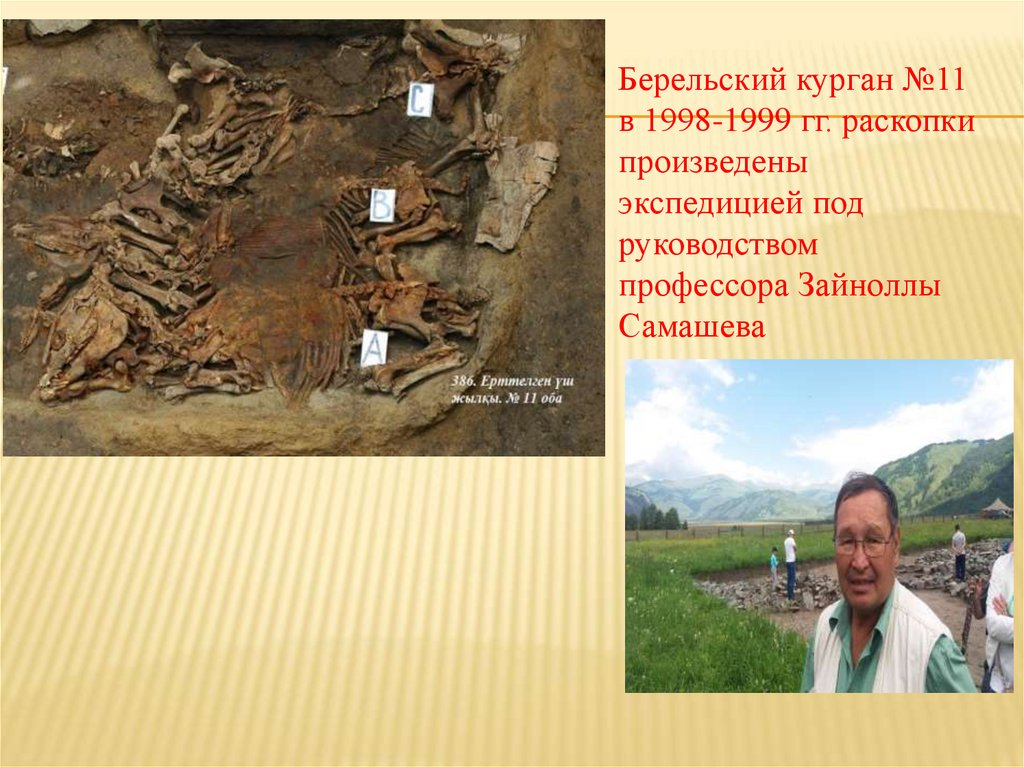 Берельский курган №11
в 1998-1999 гг. раскопки
произведены
экспедицией под
руководством
профессора Зайноллы
Самашева
C
B
A
386. Ерттелген үш
жылқы. № 11 оба